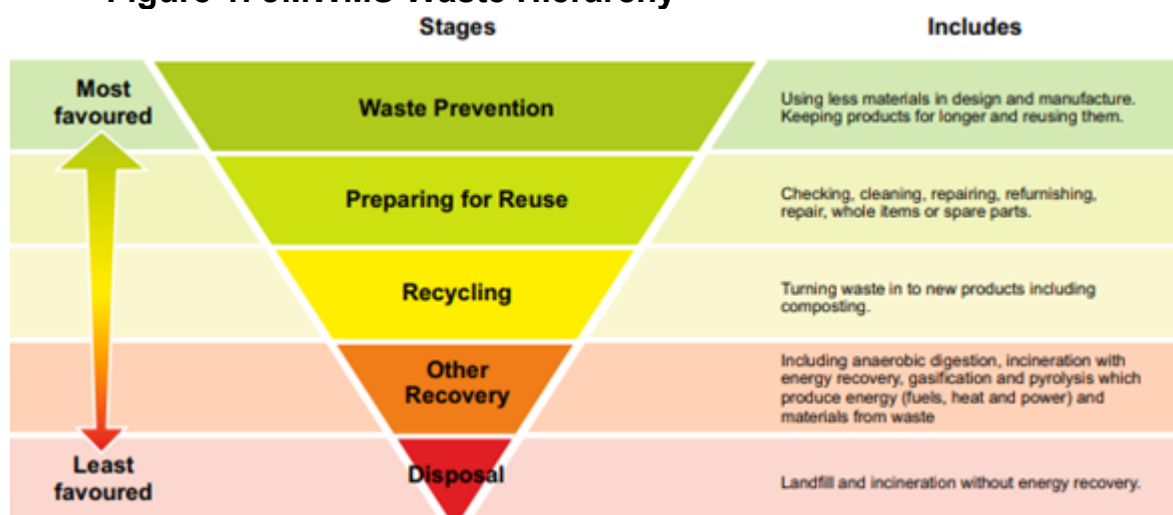 Figure Waste Hierarchy
Stages
Includes
Most
favoured
Waste Prevention
Using less materials in design and manufacture.
Keeping products for longer and reusing them.
Preparing for Reuse
Checking, cleaning, repairing, refurnishing,
repair, whole items or spare parts.
Recycling
Turning waste in to new products including
composting.
Other
Recovery
Including anaerobic digestion, incineration with
energy recovery, gasification and pyrolysis which
produce energy (fuels, heat and power) and
materials from waste
Least
favoured
Disposal
Landfill and incineration without energy recovery.